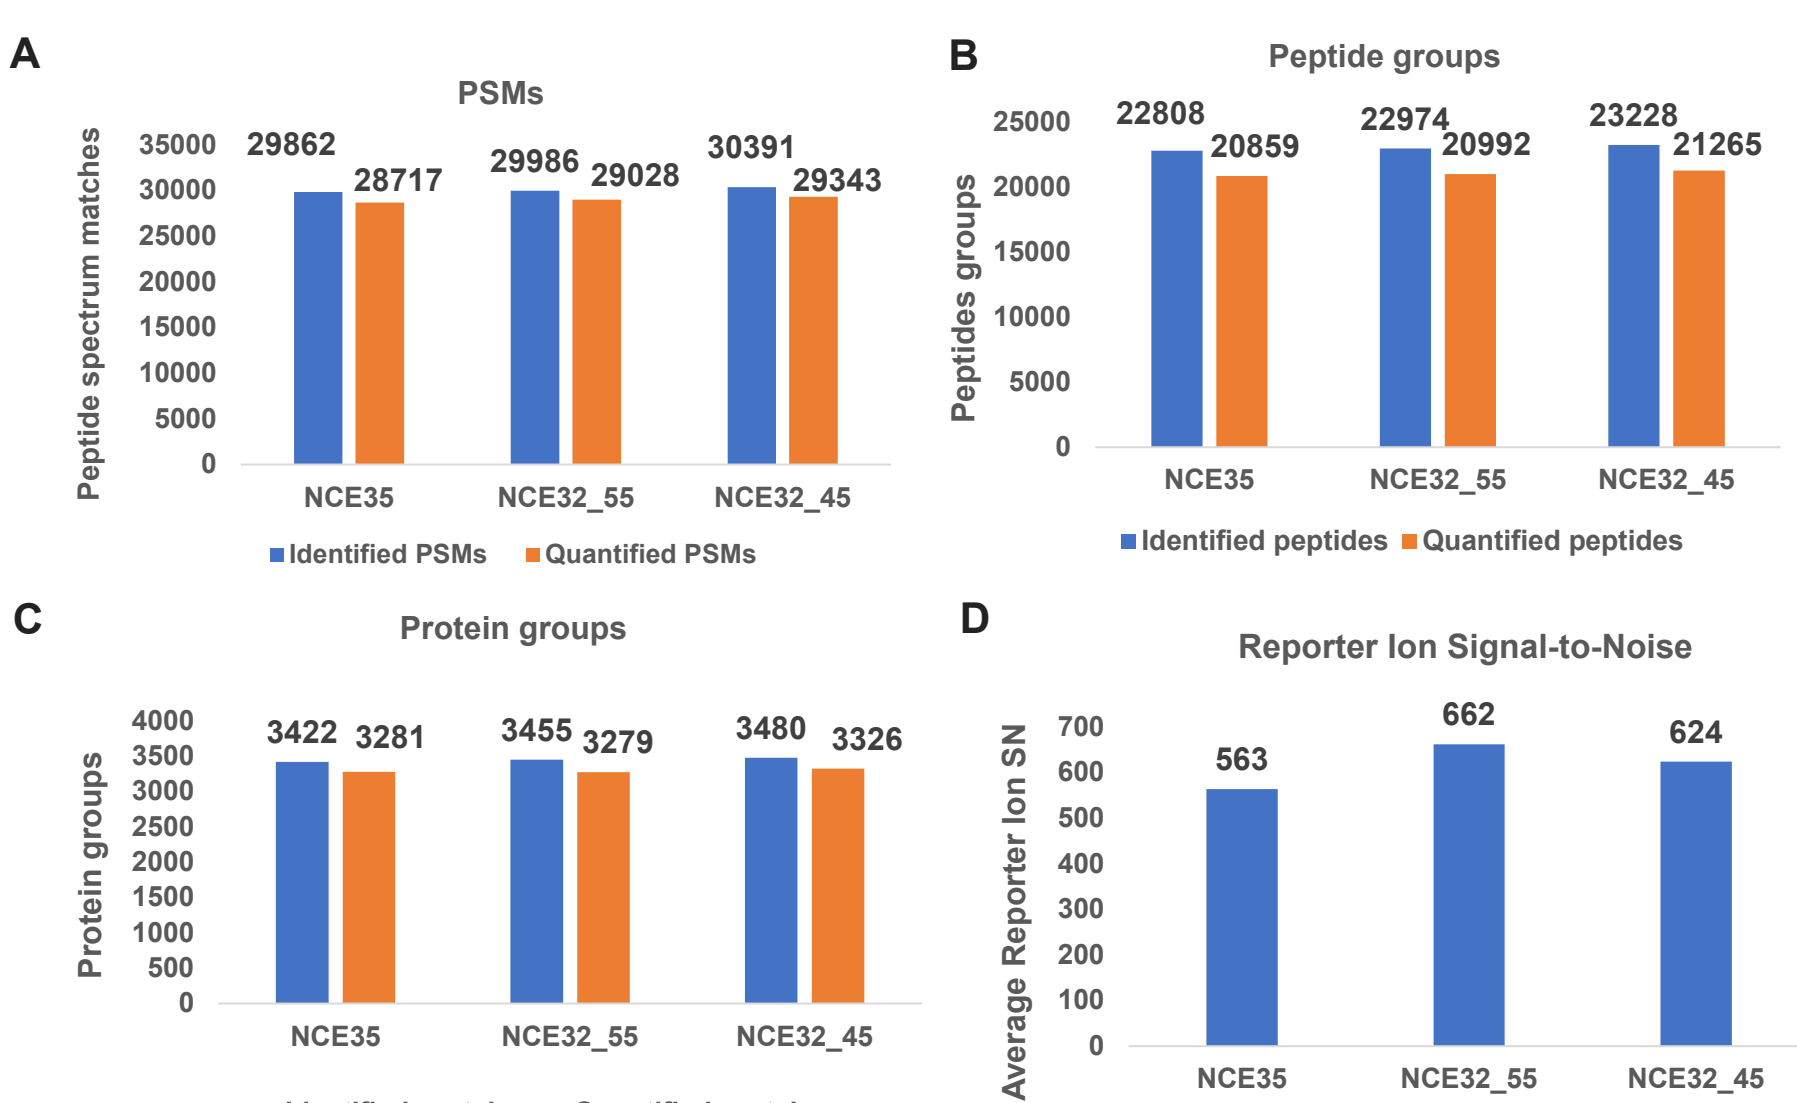 A
PSMs
Peptide spectrum matches
35000
30000
25000
20000
15000
10000
5000
0
29862
28717
29986
29028
30391
29343
NCE35
NCE32_55
NCE32_45
Identified PSMs
Quantified PSMs
B
Peptide groups
Peptides groups
25000
20000
15000
10000
5000
0
22808
20859
22974
20992
23228
21265
NCE35
NCE32_55
NCE32_45
Identified peptides
Quantified peptides
C
Protein groups
Protein groups
4000
3500
3000
2500
2000
1500
1000
500
0
3422
3281
3455
3279
3480
3326
NCE35
NCE32_55
NCE32_45
D
Reporter Ion Signal-to-Noise
Average Reporter Ion SN
700
600
500
400
300
200
100
0
563
662
624
NCE35
NCE32_55
NCE32_45